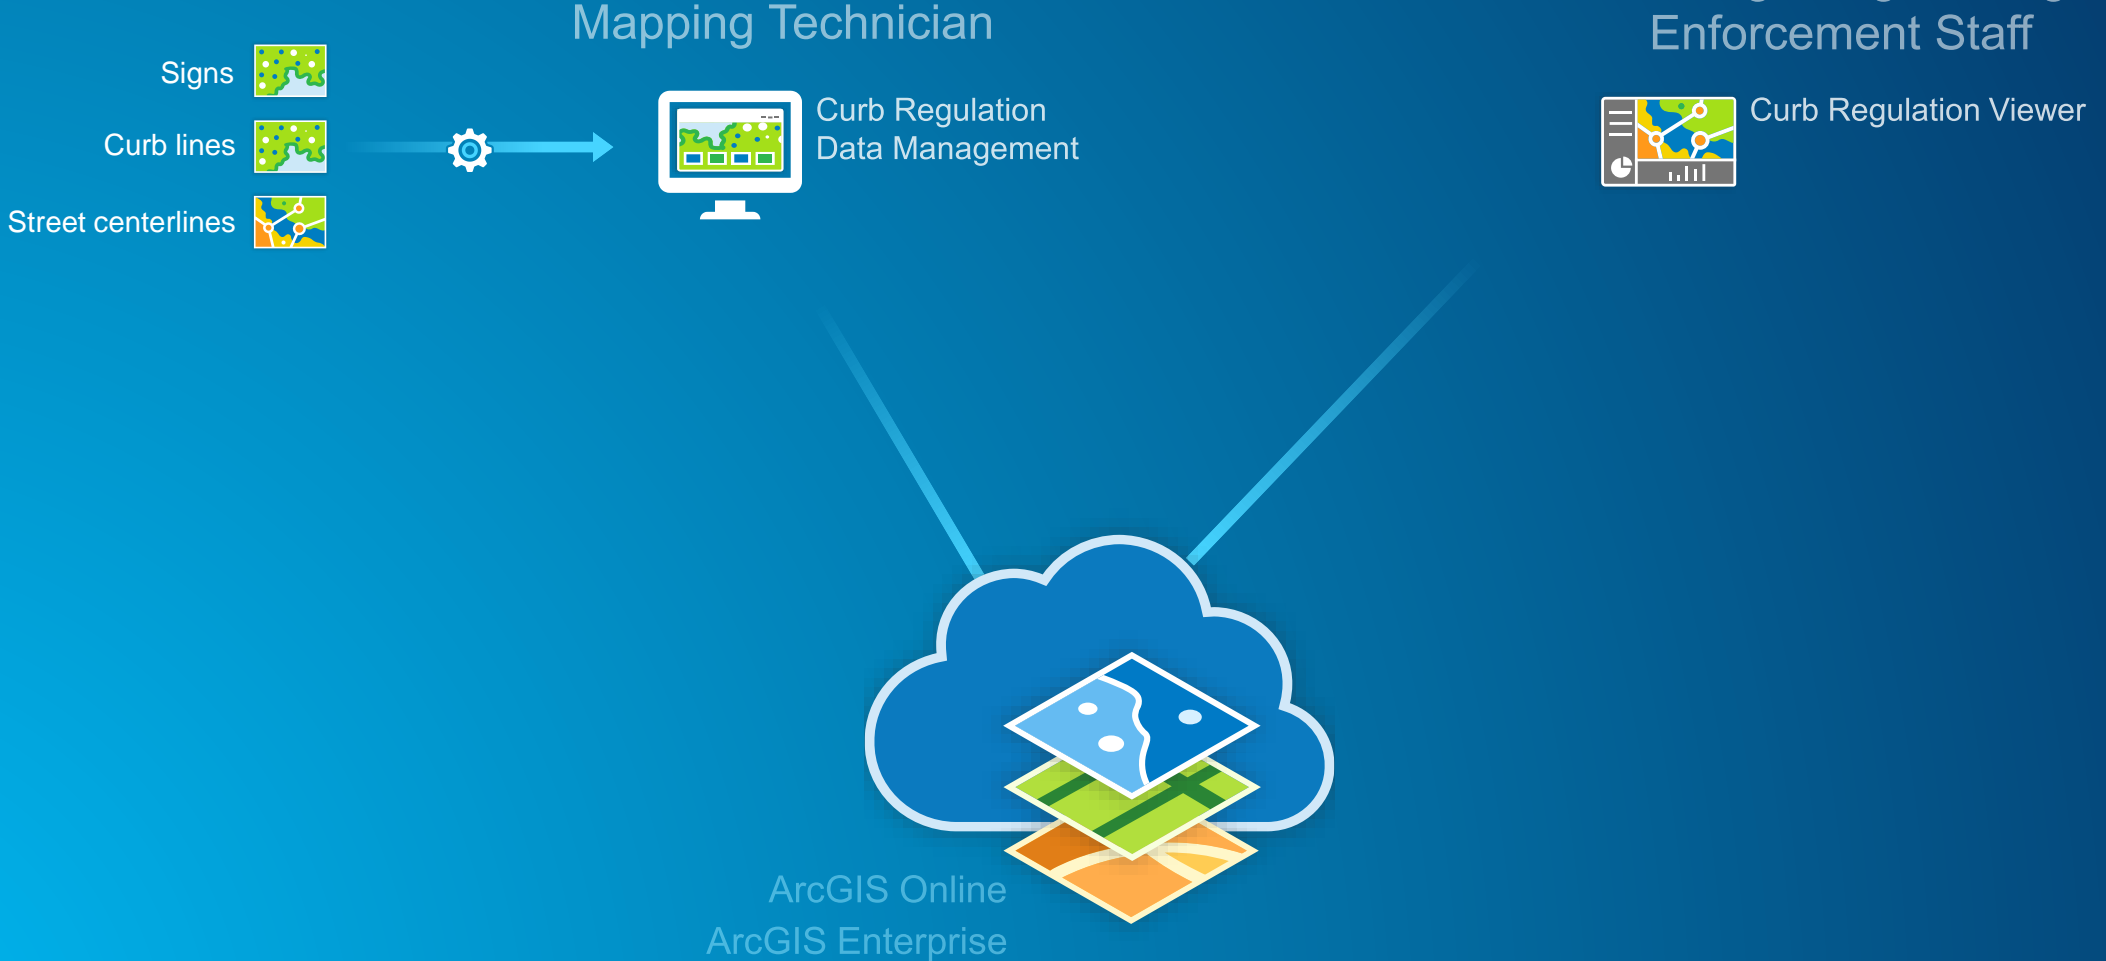 Mapping Technician
Enforcement Staff
Signs
Curb lines
Street centerlines
Curb Regulation
Data Management
Curb Regulation Viewer
ArcGIS Online
ArcGIS Enterprise